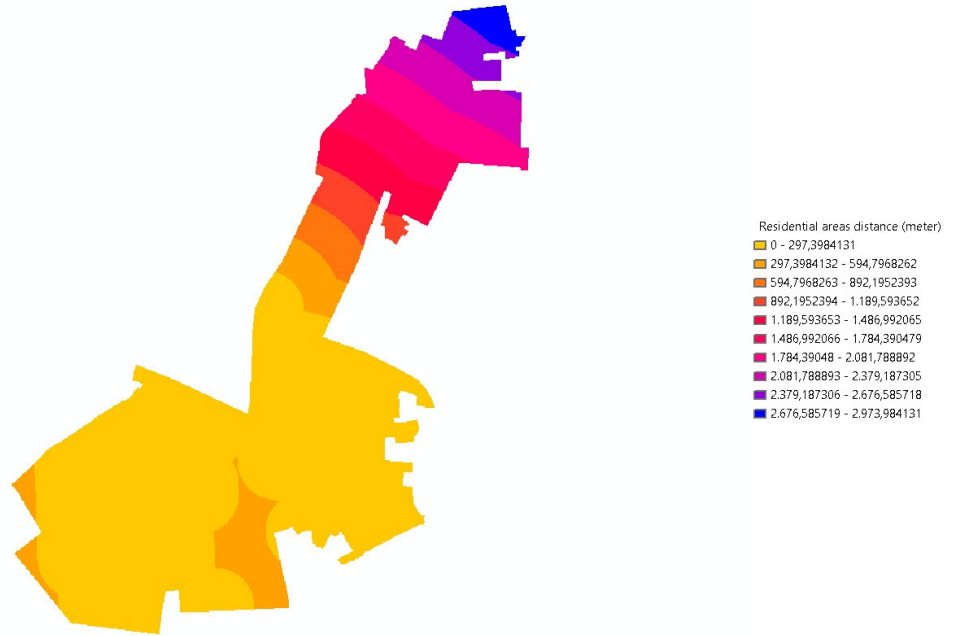 Residential areas distance (meter)
0 - 297,3984131
297,3984132 - 594,7968262
594,7968263 - 892,1952393
892,1952394 - 1.189,593652
1.189,593653 - 1.486,992065
1.486,992066 - 1.784,390479
1.784,39048 - 2.081,788892
2.081,788893 - 2.379,187305
2.379,187306 - 2.676,585718
2.676,585719 - 2.973,984131